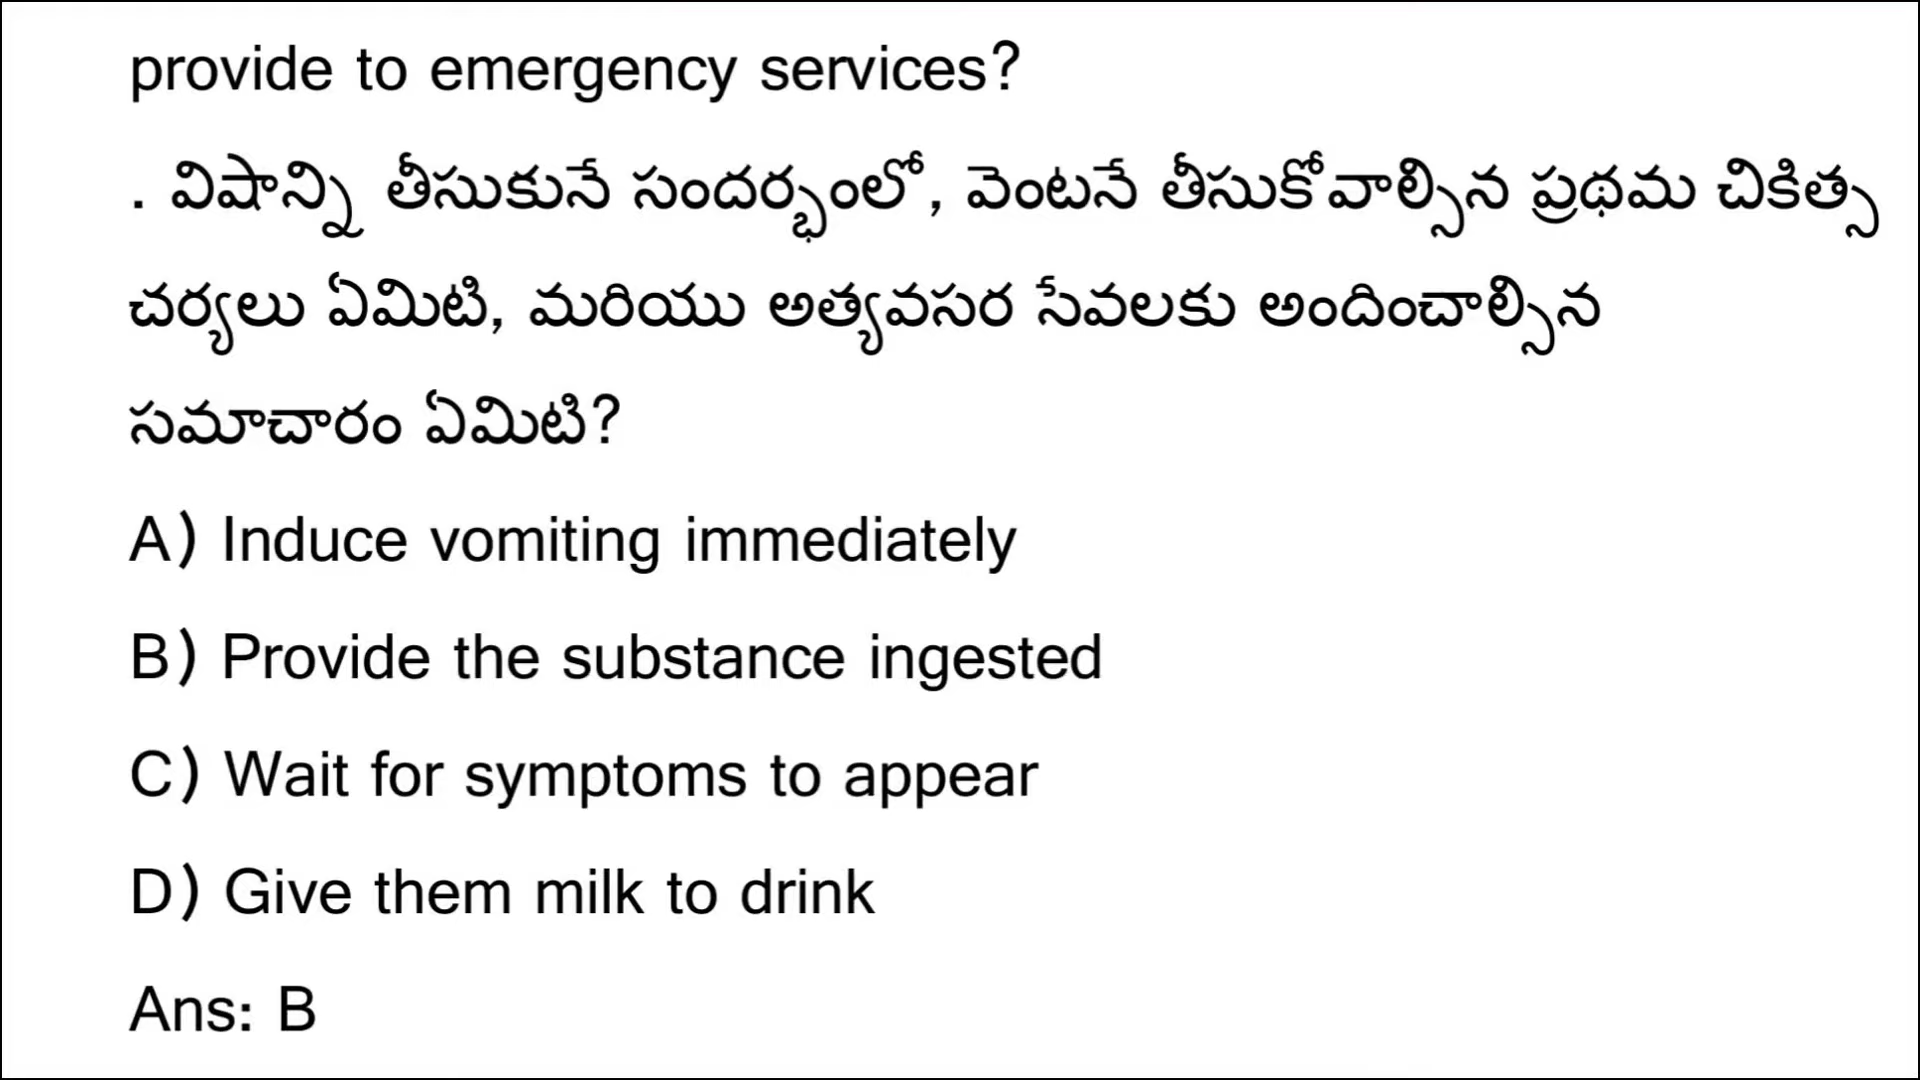 provide to emergency services?
. విషాన్ని తీసుకునే సందర్భంలో, వెంటనే తీసుకోవాల్సిన ప్రథమ చికిత్స
చర్యలు ఏమిటి, మరియు అత్యవసర సేవలకు అందించాల్సిన
సమాచారం ఏమిటి?
A) Induce vomiting immediately
B) Provide the substance ingested
C) Wait for symptoms to appear
D) Give them milk to drink
Ans: B